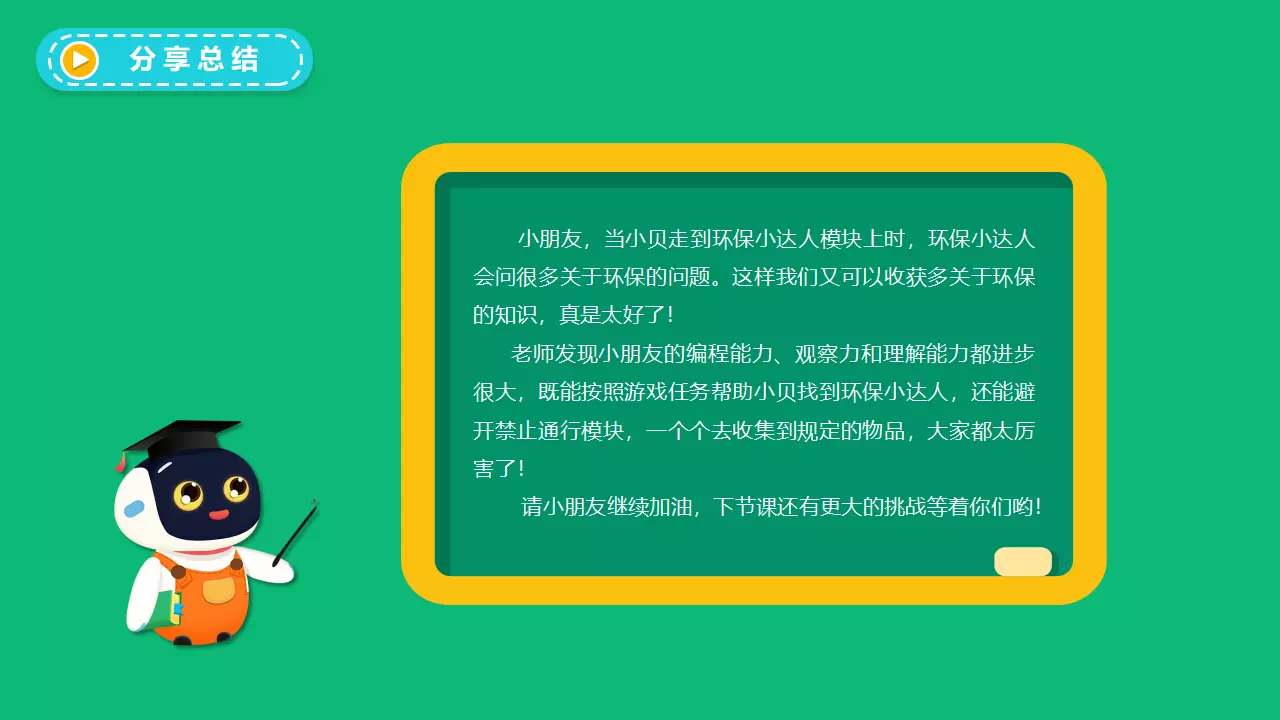 分享总结
小朋友，当小贝走到环保小达人模块上时，环保小达人
会问很多关于环保的问题。这样我们又可以收获多关于环保
的知识，真是太好了！
老师发现小朋友的编程能力、观察力和理解能力都进步
很大，既能按照游戏任务帮助小贝找到环保小达人，还能避
开禁止通行模块，一个个去收集到规定的物品，大家都太厉
害了！
请小朋友继续加油，下节课还有更大的挑战等着你们哟！